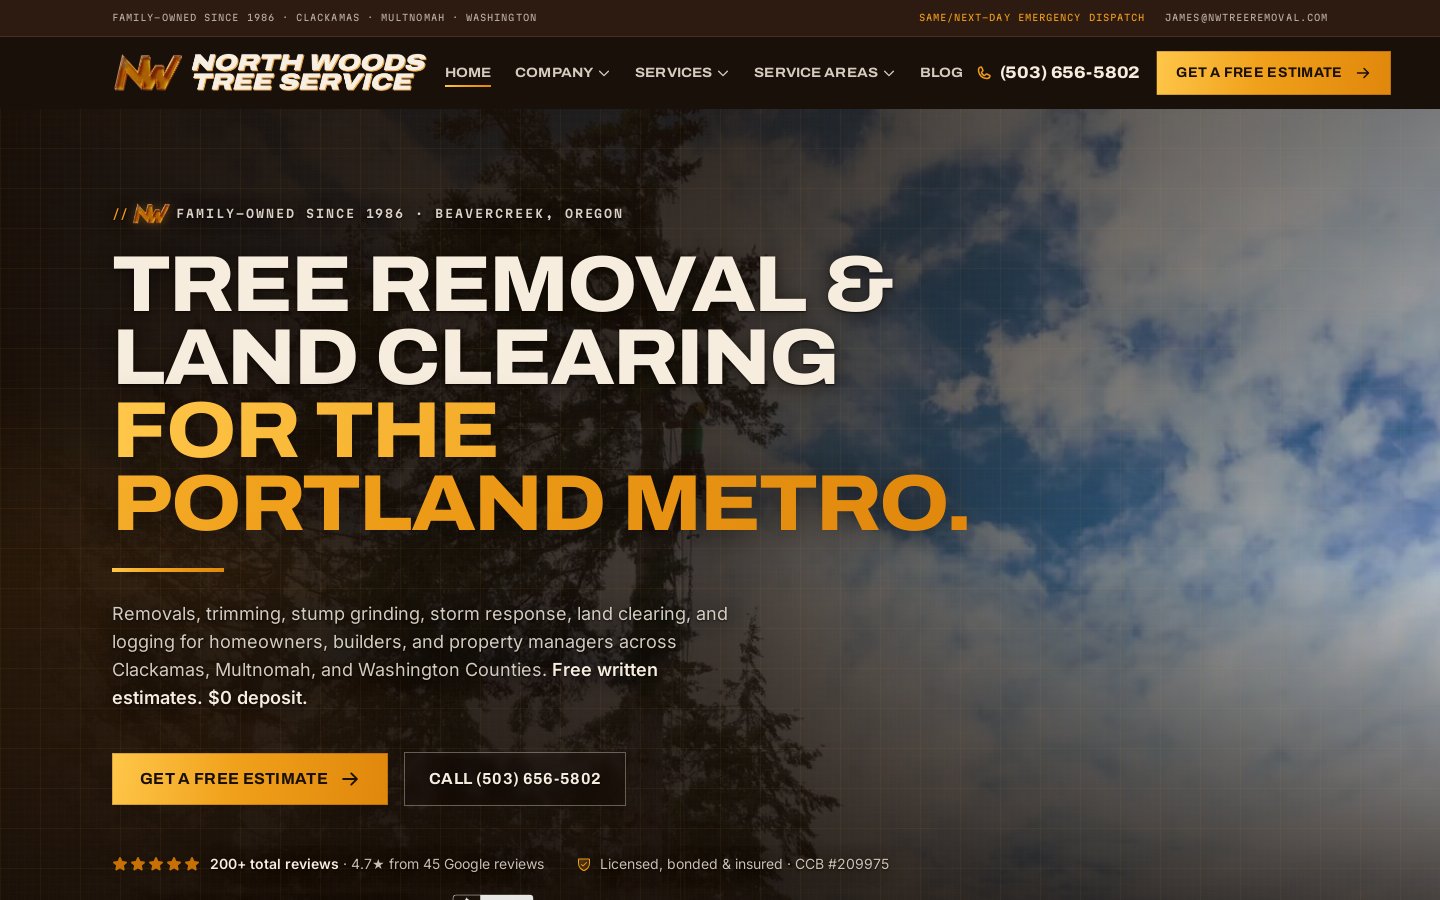 FAMILY-OWNED SINCE 1986 · CLACKAMAS · MULTNOMAH · WASHINGTON
SAME/NEXT-DAY EMERGENCY DISPATCH
JAMES@NWTREEREMOVAL.COM
NW
NORTH WOODS
TREE SERVICE
HOME
COMPANY
SERVICES
SERVICE AREAS
BLOG
(503) 656-5802
GET A FREE ESTIMATE →
// NW FAMILY-OWNED SINCE 1986 · BEAVERCREEK, OREGON
TREE REMOVAL &
LAND CLEARING
FOR THE
PORTLAND METRO.
Removals, trimming, stump grinding, storm response, land clearing, and
logging for homeowners, builders, and property managers across
Clackamas, Multnomah, and Washington Counties. Free written
estimates. $0 deposit.
GET A FREE ESTIMATE →
CALL (503) 656-5802
200+ total reviews · 4.7★ from 45 Google reviews
Licensed, bonded & insured · CCB #209975